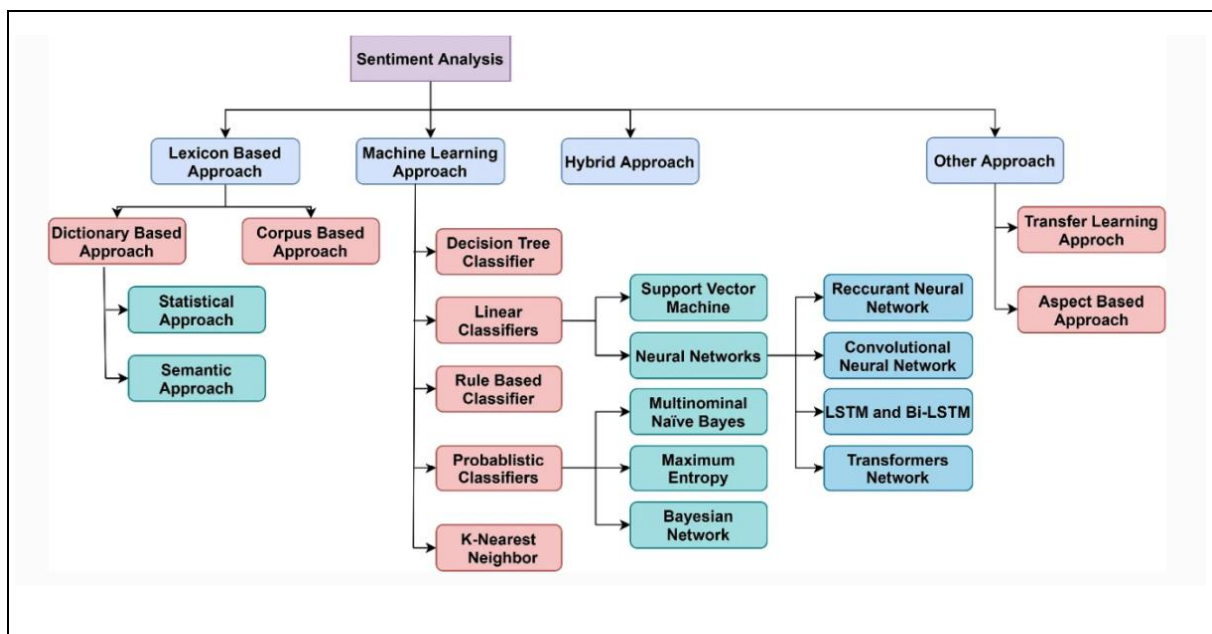 Sentiment Analysis
Lexicon Based
Approach
Machine Learning
Approach
Hybrid Approach
Other Approach
Dictionary Based
Approach
Corpus Based
Approach
Statistical
Approach
Semantic
Approach
Decision Tree
Classifier
Linear
Classifiers
Rule Based
Classifier
Probablistic
Classifiers
K-Nearest
Neighbor
Support Vector
Machine
Neural Networks
Multinominal
Naïve Bayes
Maximum
Entropy
Bayesian
Network
Reccurant Neural
Network
Convolutional
Neural Network
LSTM and Bi-LSTM
Transformers
Network
Transfer Learning
Approch
Aspect Based
Approach